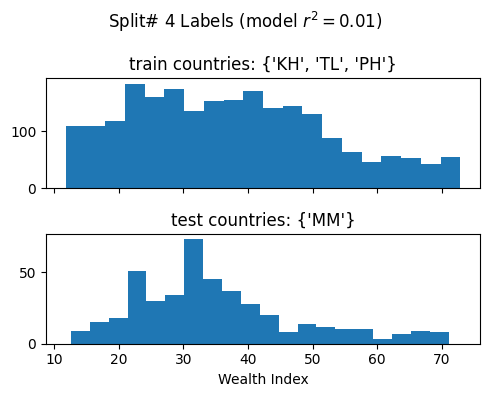 Split# 4 Labels (model r² = 0.01)
train countries: {'KH', 'TL', 'PH'}
100
0
test countries: {'MM'}
50
0
10 20 30 40 50 60 70
Wealth Index